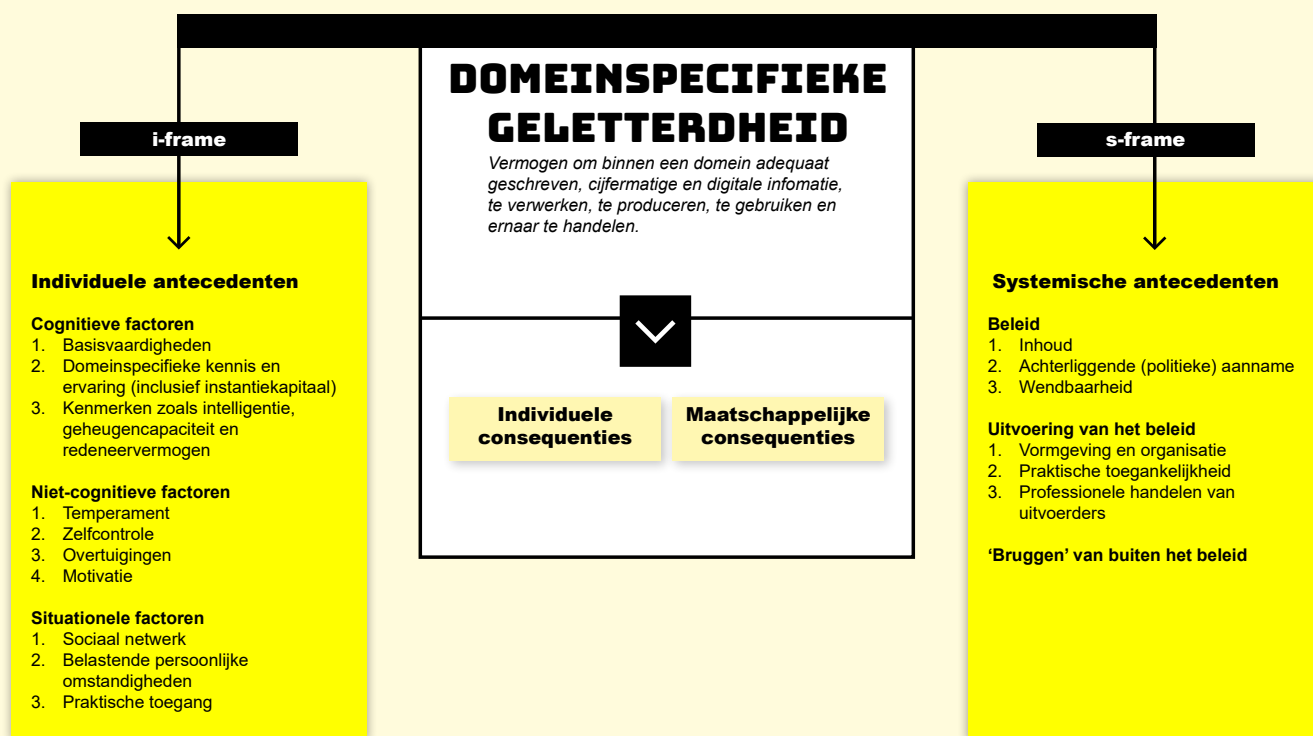 DOMEINSPECIFIEKE
GELETTERDHEID
Vermogen om binnen een domein adequaat
geschreven, cijfermatige en digitale infomatie,
te verwerken, te produceren, te gebruiken en
ernaar te handelen.
i-frame
Individuele antecedenten
Cognitieve factoren
1. Basisvaardigheden
2. Domeinspecifieke kennis en
ervaring (inclusief instantiekapitaal)
3. Kenmerken zoals intelligentie,
geheugencapaciteit en
redeneervermogen
Niet-cognitieve factoren
1. Temperament
2. Zelfcontrole
3. Overtuigingen
4. Motivatie
Situationele factoren
1. Sociaal netwerk
2. Belastende persoonlijke
omstandigheden
3. Praktische toegang
Individuele
consequenties
Maatschappelijke
consequenties
s-frame
Systemische antecedenten
Beleid
1. Inhoud
2. Achterliggende (politieke) aanname
3. Wendbaarheid
Uitvoering van het beleid
1. Vormgeving en organisatie
2. Praktische toegankelijkheid
3. Professionele handelen van
uitvoerders
‘Bruggen’ van buiten het beleid